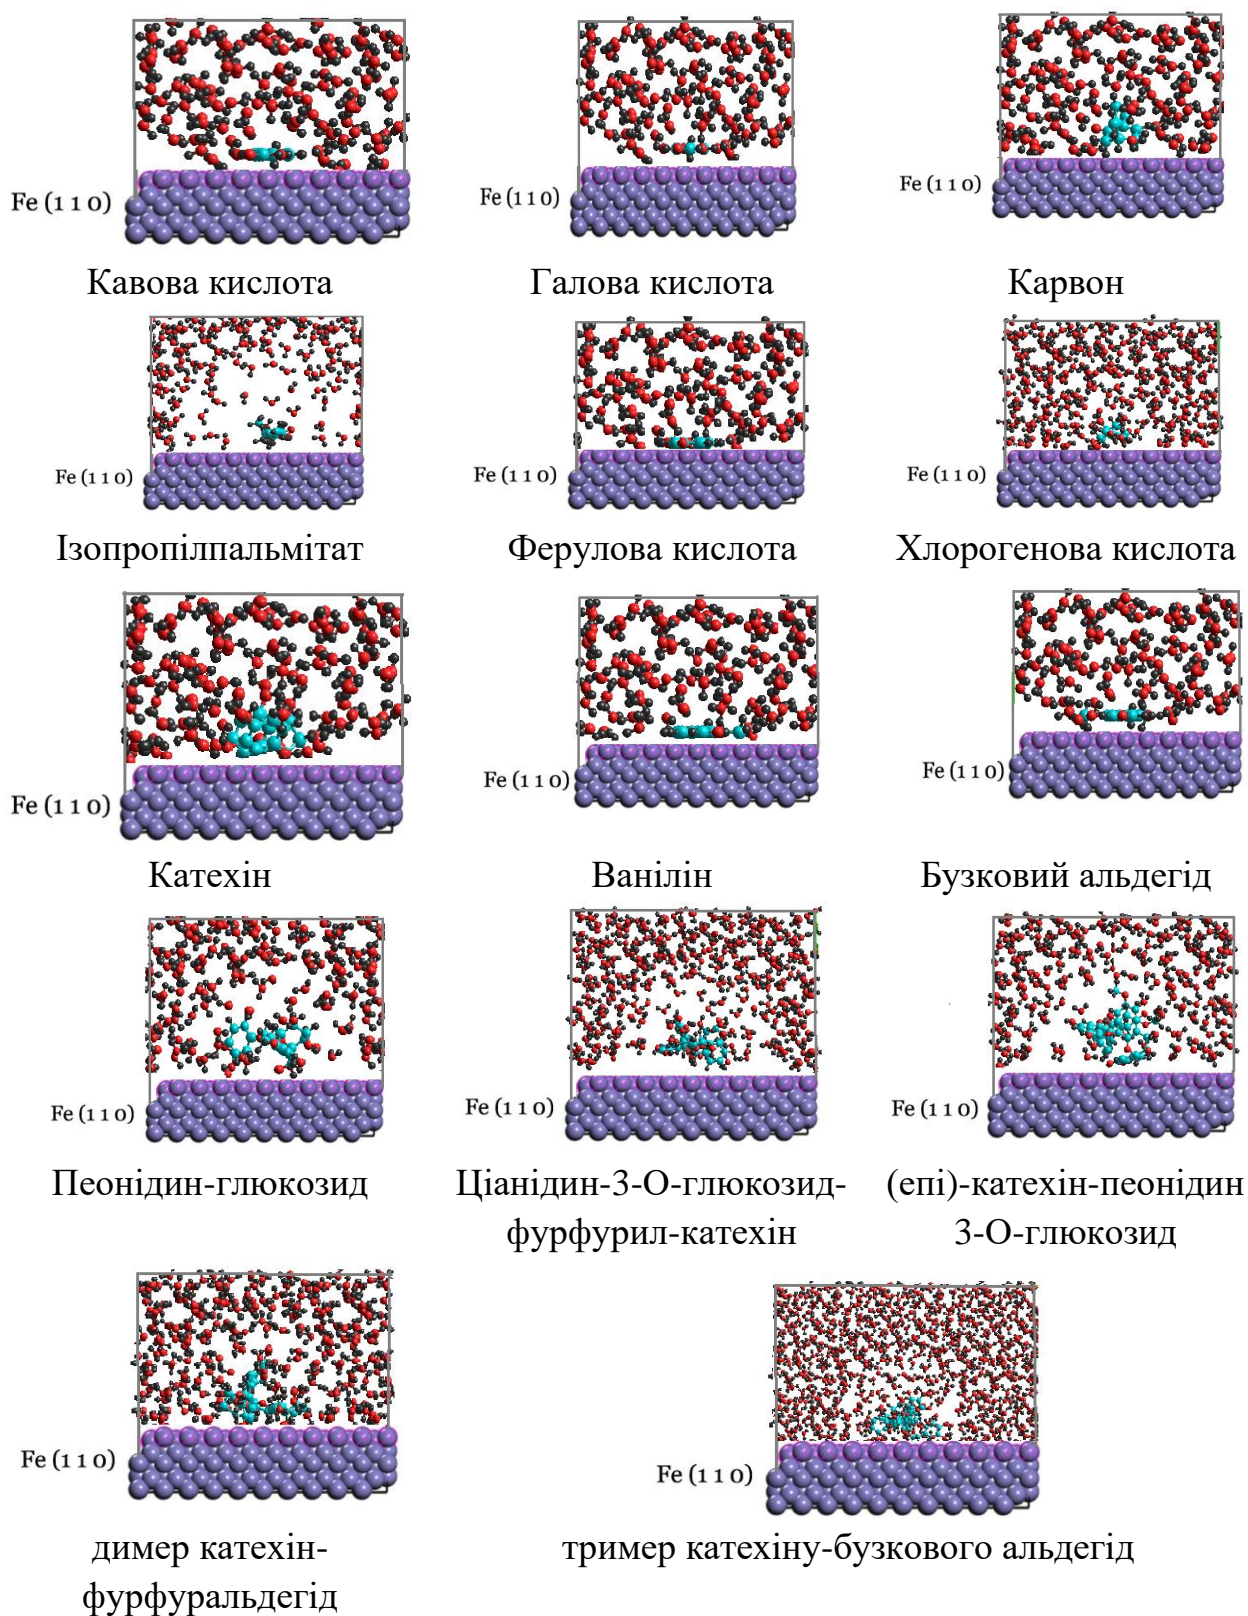 Fe (1 1 0)
Fe (1 1 0)
Fe (1 1 0)
Кавова кислота
Галова кислота
Карвон
Fe (1 1 0)
Fe (1 1 0)
Fe (1 1 0)
Ізопропілпальмітат
Ферулова кислота
Хлорогенова кислота
Fe (1 1 0)
Fe (1 1 0)
Fe (1 1 0)
Катехін
Ванілін
Бузковий альдегід
Fe (1 1 0)
Fe (1 1 0)
Fe (1 1 0)
Пеонідин-глюкозид
Ціанідин-3-О-глюкозид-
фурфурил-катехін
(епі)-катехін-пеонідин
3-О-глюкозид
Fe (1 1 0)
Fe (1 1 0)
димер катехін-
фурфуральдегід
тример катехіну-бузкового альдегід